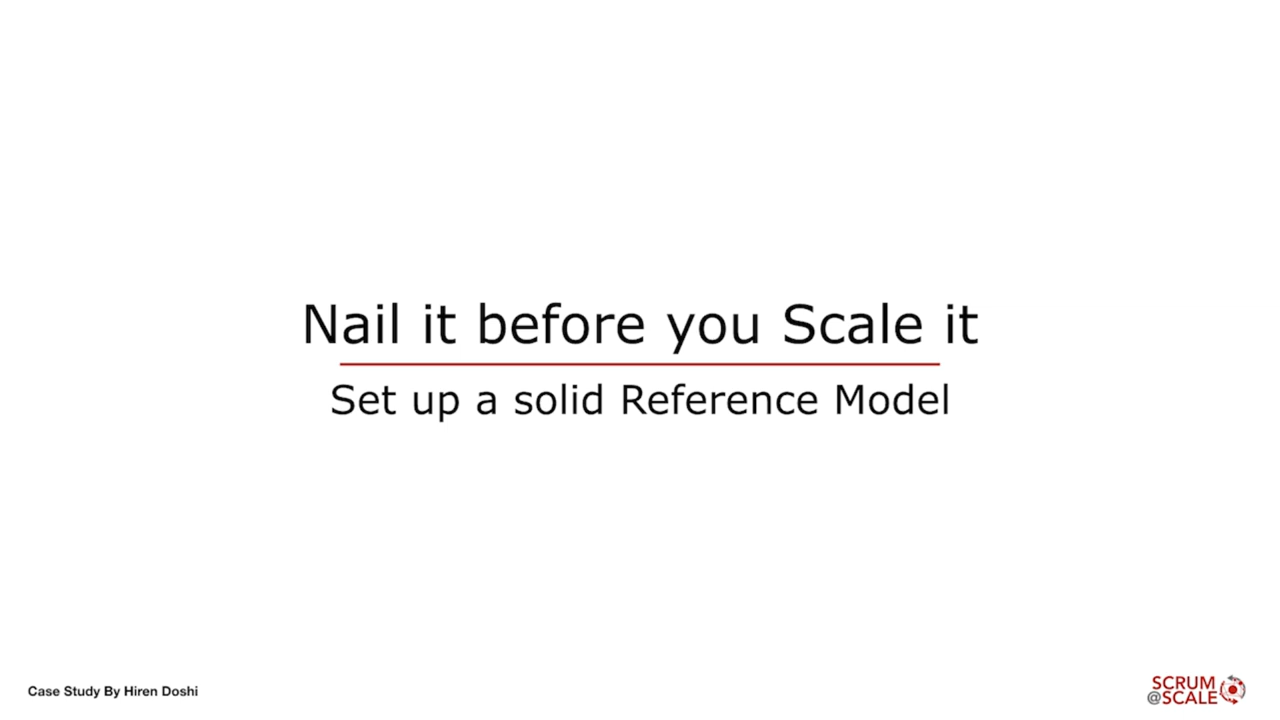 Nail it before you Scale it
Set up a solid Reference Model
Case Study By Hiren Doshi
SCRUM
@SCALE